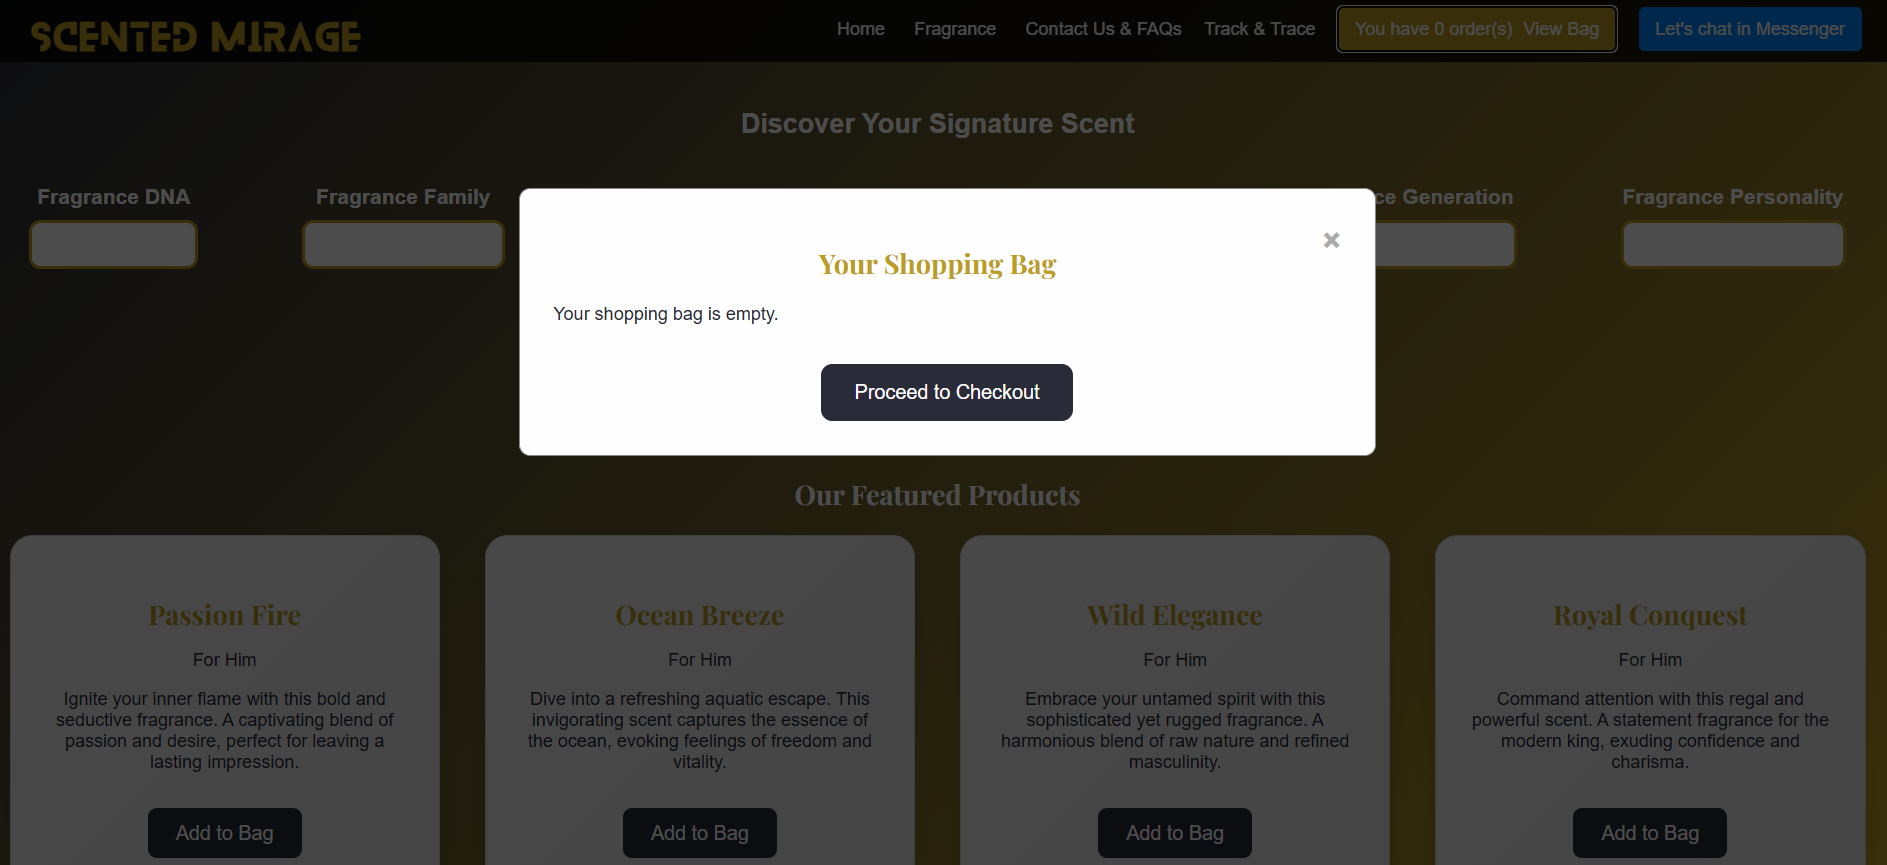 SCENTED MIRAGE
Home Fragrance Contact Us & FAQs Track & Trace You have 0 order(s) View Bag Let's chat in Messenger
Discover Your Signature Scent
Fragrance DNA Fragrance Family ce Generation Fragrance Personality
×
Your Shopping Bag
Your shopping bag is empty.
Proceed to Checkout
Our Featured Products
Passion Fire
For Him
Ignite your inner flame with this bold and
seductive fragrance. A captivating blend of
passion and desire, perfect for leaving a
lasting impression.
Add to Bag
Ocean Breeze
For Him
Dive into a refreshing aquatic escape. This
invigorating scent captures the essence of
the ocean, evoking feelings of freedom and
vitality.
Add to Bag
Wild Elegance
For Him
Embrace your untamed spirit with this
sophisticated yet rugged fragrance. A
harmonious blend of raw nature and refined
masculinity.
Add to Bag
Royal Conquest
For Him
Command attention with this regal and
powerful scent. A statement fragrance for the
modern king, exuding confidence and
charisma.
Add to Bag